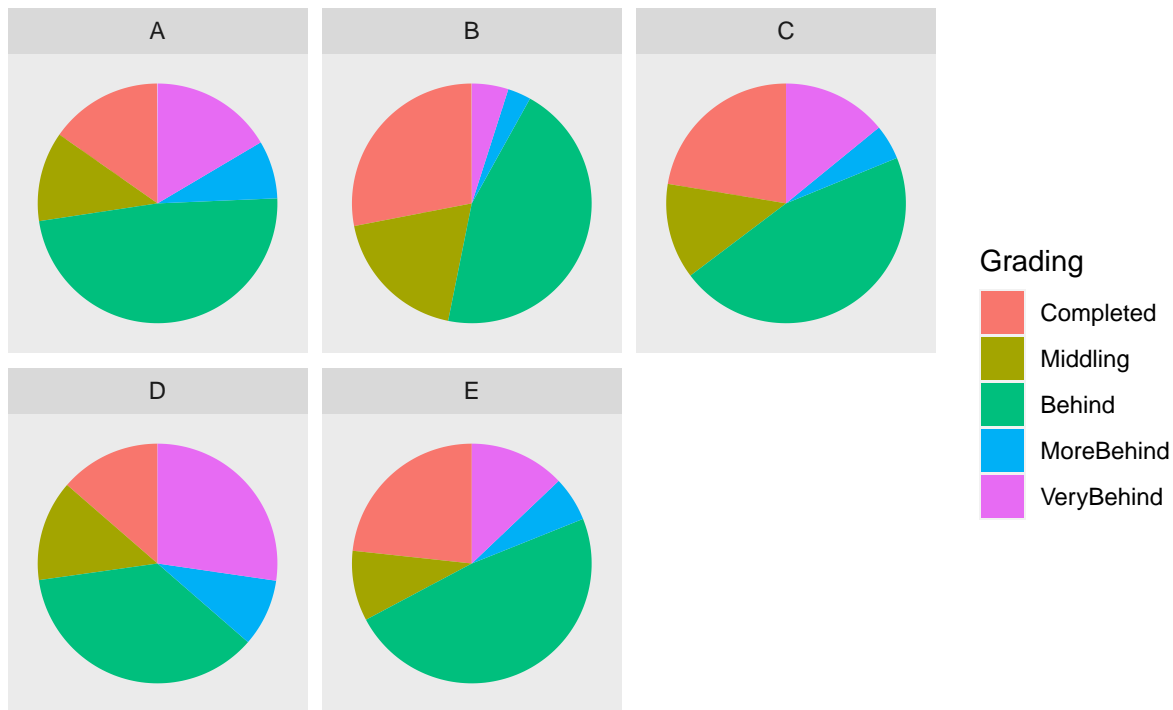 A
B
C
D
E
Grading
Completed
Middling
Behind
MoreBehind
VeryBehind